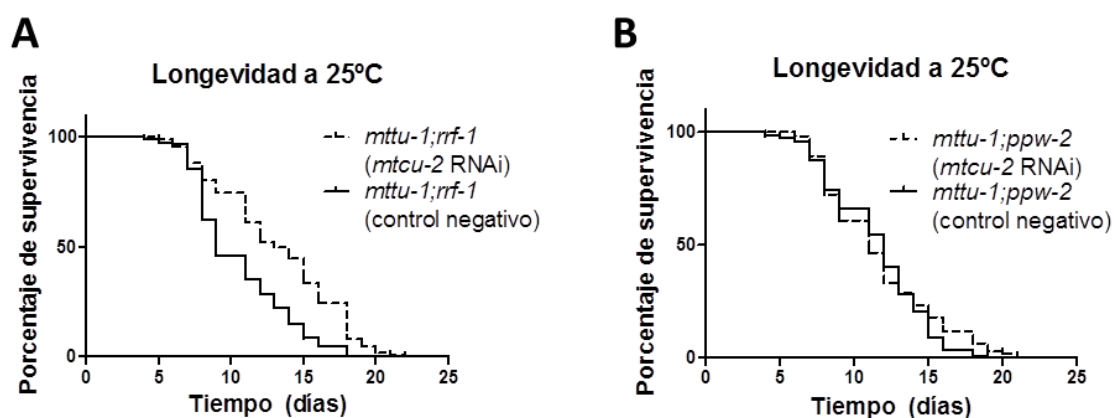 A
Longevidad a 25ºC
Porcentaje de supervivencia
100
50
0
0 5 10 15 20 25
Tiempo (días)
mttu-1;rrf-1
(mtcu-2 RNAi)
mttu-1;rrf-1
(control negativo)
B
Longevidad a 25ºC
Porcentaje de supervivencia
100
50
0
0 5 10 15 20 25
Tiempo (días)
mttu-1;ppw-2
(mtcu-2 RNAi)
mttu-1;ppw-2
(control negativo)